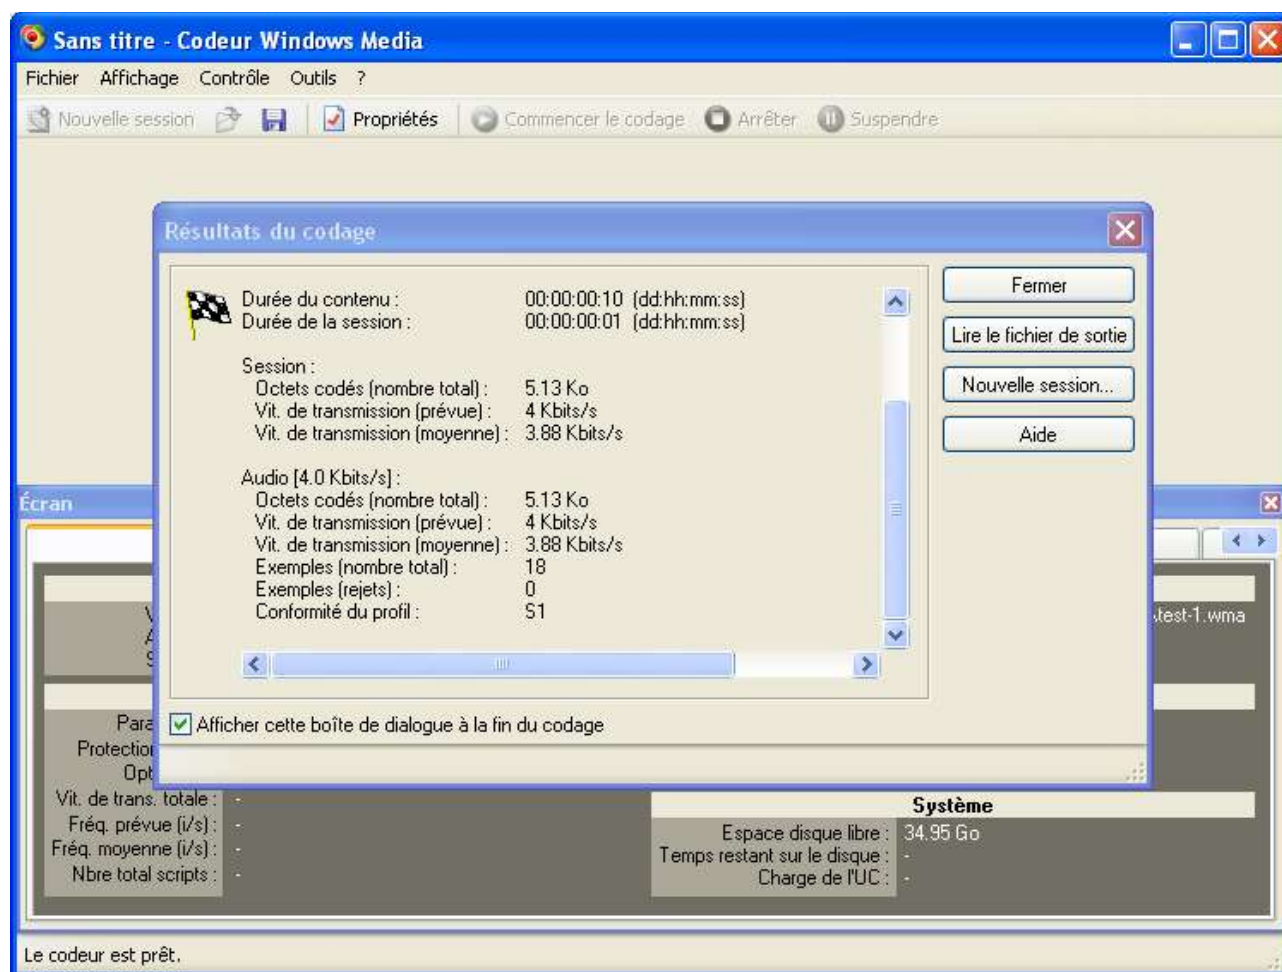 Sans titre - Codeur Windows Media
Fichier Affichage Contrôle Outils ?
Nouvelle session Propriétés Commencer le codage Arrêter Suspendre
Résultats du codage
Durée du contenu : 00:00:00:10 (dd:hh:mm:ss)
Durée de la session : 00:00:00:01 (dd:hh:mm:ss)
Session :
Octets codés (nombre total) : 5.13 Ko
Vit. de transmission (prévue) : 4 Kbits/s
Vit. de transmission (moyenne) : 3.88 Kbits/s
Audio [4.0 Kbits/s] :
Octets codés (nombre total) : 5.13 Ko
Vit. de transmission (prévue) : 4 Kbits/s
Vit. de transmission (moyenne) : 3.88 Kbits/s
Exemples (nombre total) : 18
Exemples (rejets) : 0
Conformité du profil : S1
Fermer
Lire le fichier de sortie
Nouvelle session...
Aide
Afficher cette boîte de dialogue à la fin du codage
Écran
\test-1.wma
Para
Protection
Opt
Vit. de trans. totale : -
Fréq. prévue (i/s) : -
Fréq. moyenne (i/s) : -
Nbre total scripts : -
Système
Espace disque libre : 34.95 Go
Temps restant sur le disque : -
Charge de l'UC : -
Le codeur est prêt.